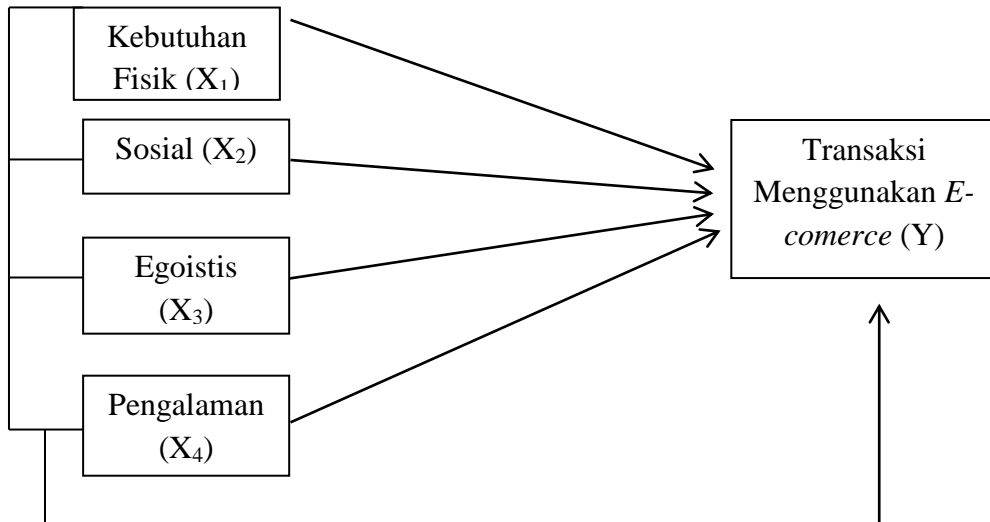 Kebutuhan
Fisik (X₁)
Sosial (X₂)
Egoistis
(X₃)
Pengalaman
(X₄)
Transaksi
Menggunakan E-
comerce (Y)